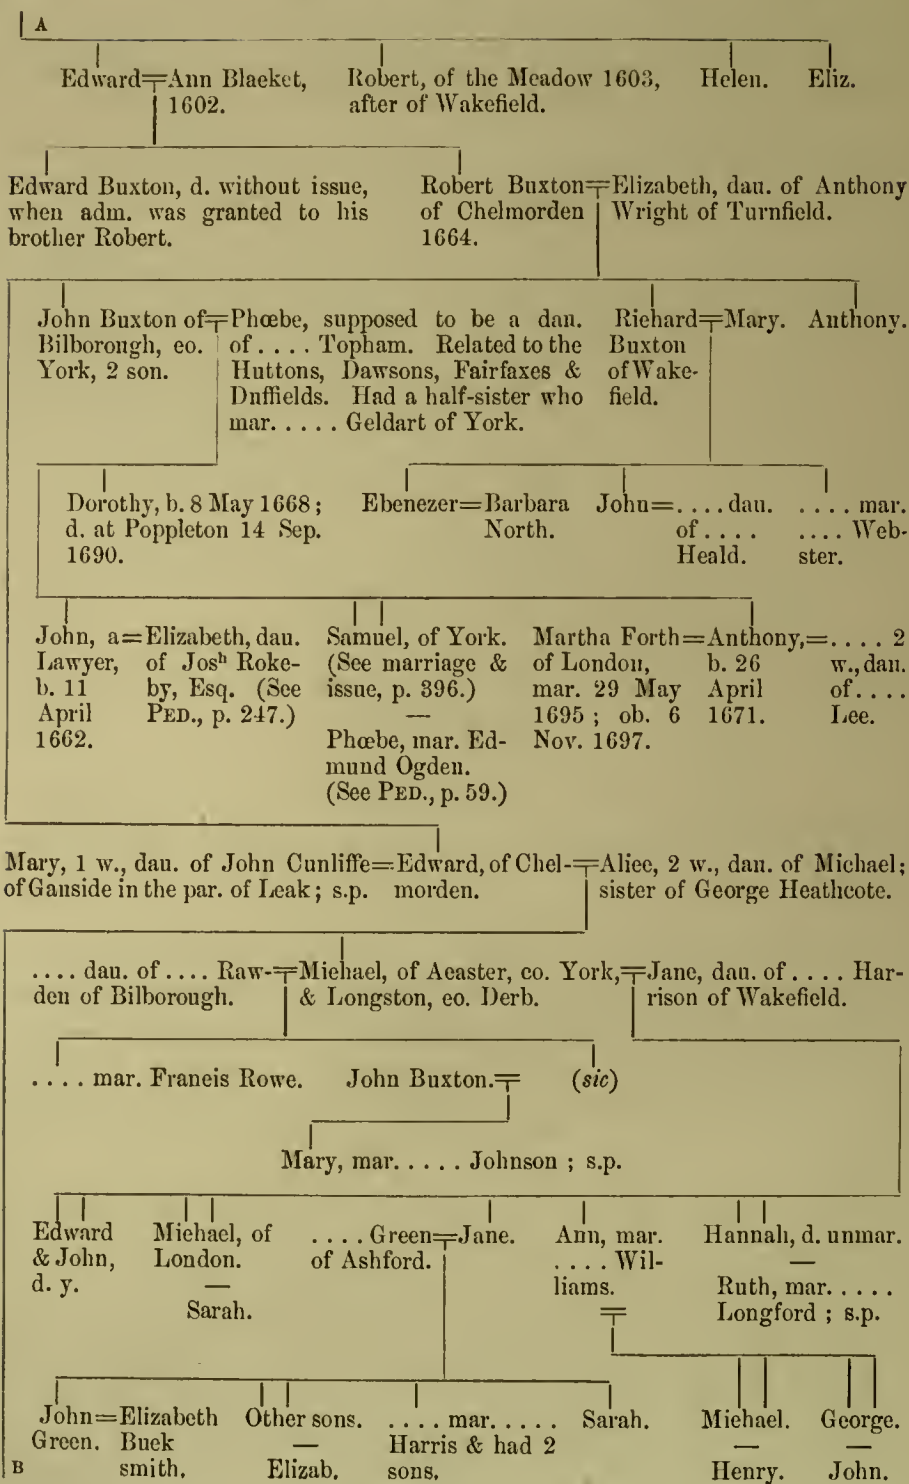 A
Edward=Ann Blacket, 1602.
Robert, of the Meadow 1603, after of Wakefield.
Helen.
Eliz.
Edward Buxton, d. without issue,
when adm. was granted to his
brother Robert.
Robert Buxton=Elizabeth, dau. of Anthony
of Chelmorden Wright of Turnfield.
1664.
John Buxton of=Phœbe, supposed to be a dau.
Bilborough, co. of . . . . Topham. Related to the
York, 2 son. Huttons, Dawsons, Fairfaxes &
Duffields. Had a half-sister who
mar. . . . . Geldart of York.
Richard=Mary.
Buxton
of Wake-
field.
Anthony.
Dorothy, b. 8 May 1668;
d. at Poppleton 14 Sep.
1690.
Ebenezer=Barbara
North.
John=. . . . dau.
of . . . .
Heald.
. . . . mar.
. . . . Web-
ster.
John, a=Elizabeth, dau.
Lawyer, of Josʰ Roke-
b. 11 by, Esq. (See
April PED., p. 247.)
1662.
Samuel, of York.
(See marriage &
issue, p. 396.)
—
Phœbe, mar. Ed-
mund Ogden.
(See PED., p. 59.)
Martha Forth=Anthony,=. . . . 2
of London, b. 26 w., dau.
mar. 29 May April of . . . .
1695; ob. 6 1671. Lee.
Nov. 1697.
Mary, 1 w., dau. of John Cunliffe=Edward, of Chel-=Alice, 2 w., dau. of Michael;
of Ganside in the par. of Leak; s.p. morden. sister of George Heathcote.
. . . . dau. of . . . . Raw-=Michael, of Acaster, co. York,=Jane, dau. of . . . . Har-
den of Bilborough. & Longston, co. Derb. rison of Wakefield.
. . . . mar. Francis Rowe.
John Buxton.=
(sic)
Mary, mar. . . . . Johnson; s.p.
Edward
& John,
d. y.
Michael, of
London.
—
Sarah.
. . . . Green=Jane.
of Ashford.
Ann, mar.
. . . . Wil-
liams.
=
Hannah, d. unmar.
—
Ruth, mar. . . . .
Longford; s.p.
John=Elizabeth
Green. Buck
smith.
Other sons.
—
Elizab.
. . . . mar. . . . .
Harris & had 2
sons.
Sarah.
Michael.
—
Henry.
George.
—
John.
B